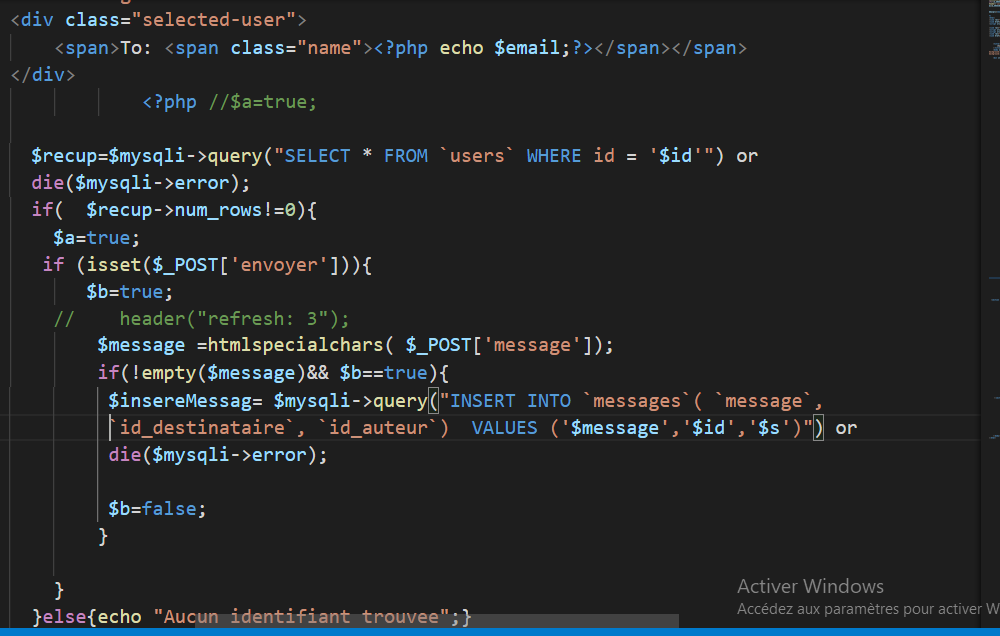 <div class="selected-user">
<span>To: <span class="name"><?php echo $email;?></span></span>
</div>
<?php //$a=true;
$recup=$mysqli->query("SELECT * FROM `users` WHERE id = '$id'") or
die($mysqli->error);
if(  $recup->num_rows!=0){
$a=true;
if (isset($_POST['envoyer'])){
$b=true;
//    header("refresh: 3");
$message =htmlspecialchars( $_POST['message']);
if(!empty($message)&& $b==true){
$insereMessag= $mysqli->query("INSERT INTO `messages`( `message`,
`id_destinataire`, `id_auteur`)  VALUES ('$message','$id','$s')") or
die($mysqli->error);
$b=false;
}
}
}else{echo "Aucun identifiant trouvee";}
Activer Windows
Accédez aux paramètres pour activer W